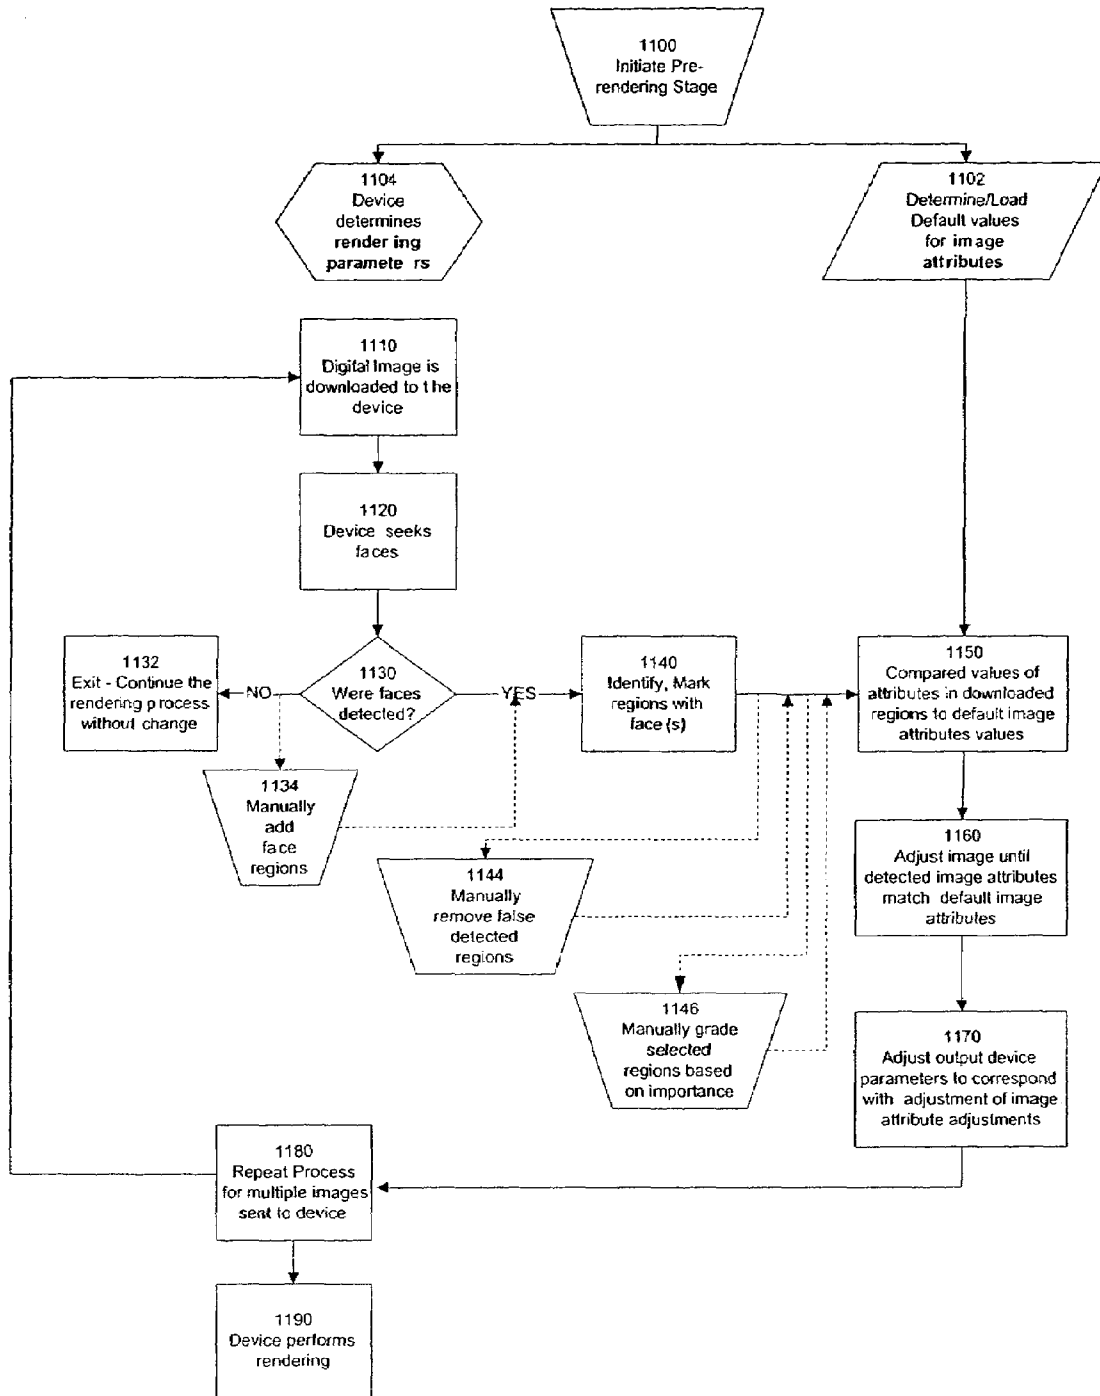 1100
Initiate Pre-
rendering Stage
1104
Device
determines
render ing
paramete rs
1102
Determine/Load
Default values
for image
attributes
1110
Digital Image is
downloaded to the
device
1120
Device seeks
faces
1132
Exit - Continue the
rendering process
without change
NO
1130
Were faces
detected?
YES
1140
Identify, Mark
regions with
face (s)
1150
Compared values of
attributes in downloaded
regions to default image
attributes values
1134
Manually
add
face
regions
1144
Manually
remove false
detected
regions
1160
Adjust image until
detected image attributes
match default image
attributes
1146
Manually grade
selected
regions based
on importance
1170
Adjust output device
parameters to correspond
with adjustment of image
attribute adjustments
1180
Repeat Process
for multiple images
sent to device
1190
Device performs
rendering